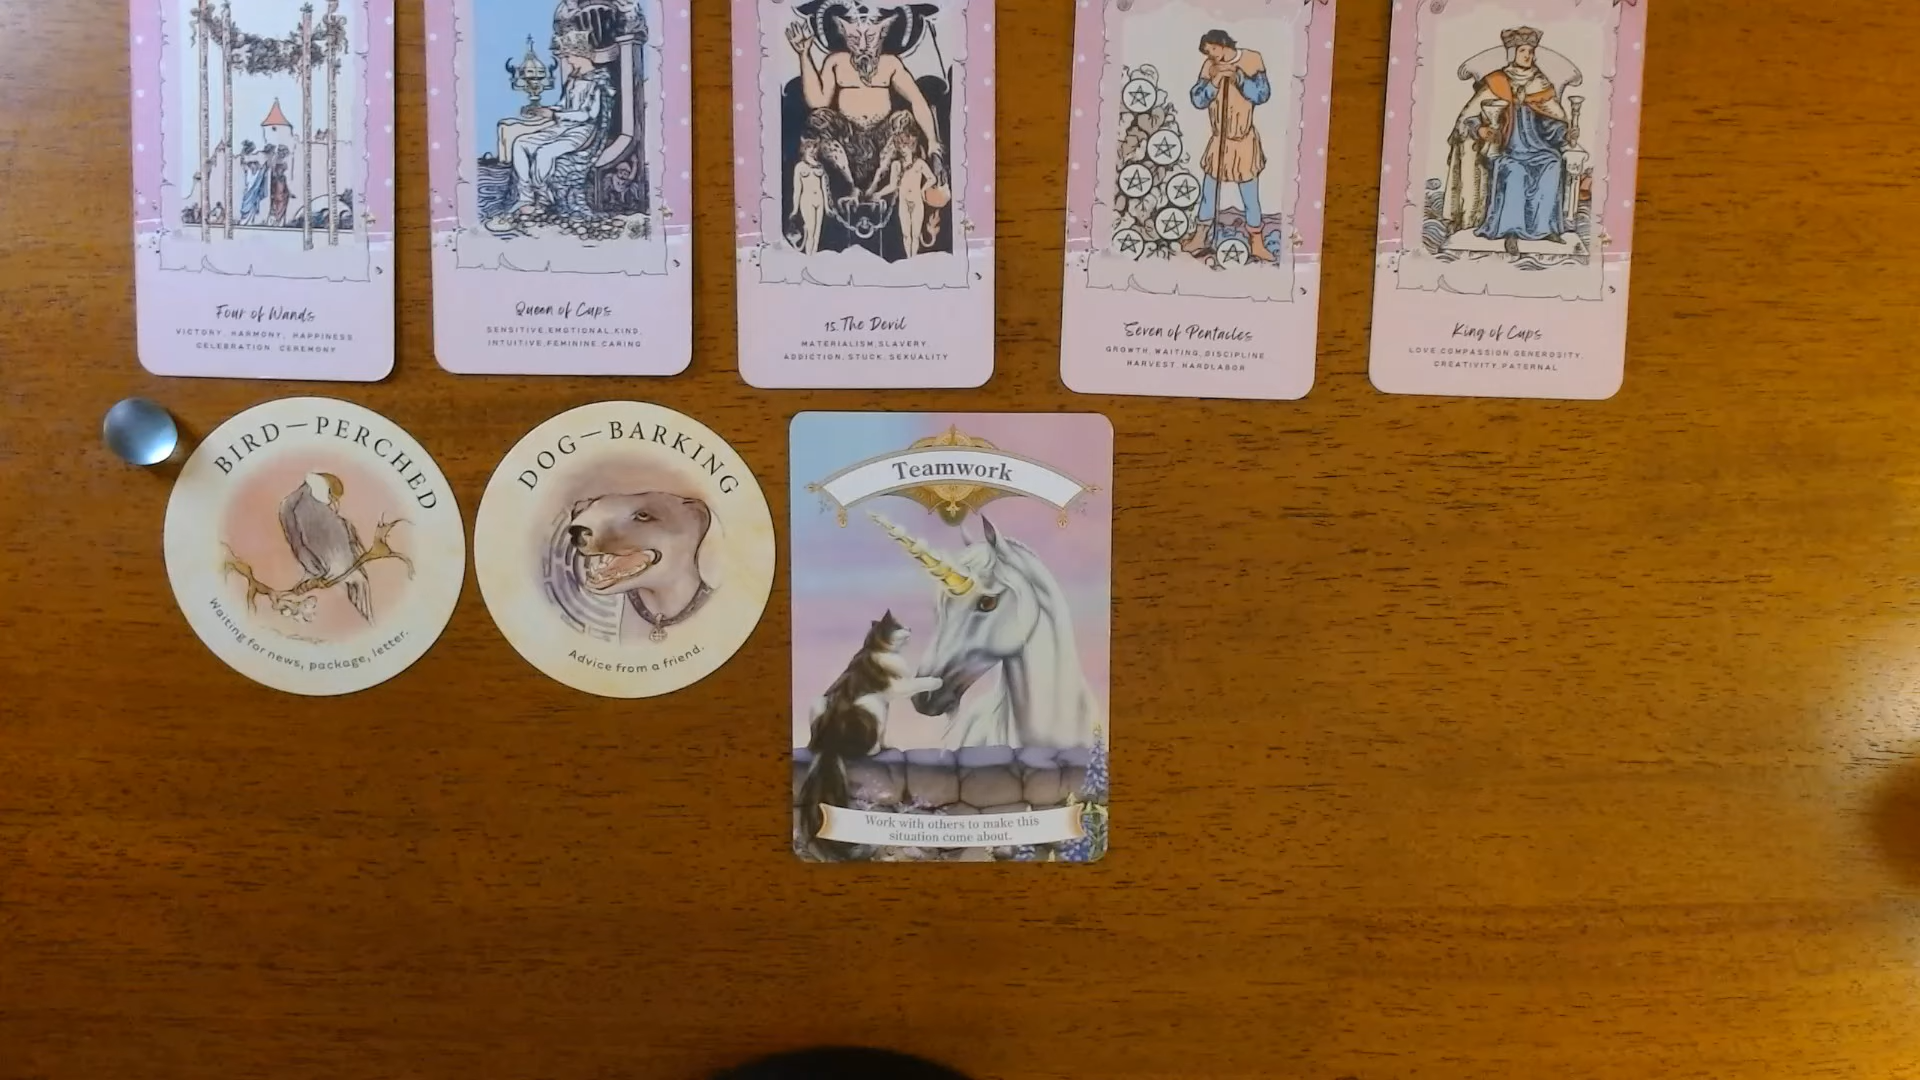 Four of Wands
VICTORY, HARMONY, HAPPINESS
CELEBRATION, CEREMONY
Queen of Cups
SENSITIVE,EMOTIONAL,KIND,
INTUITIVE,FEMININE,CARING
15.The Devil
MATERIALISM,SLAVERY
ADDICTION,STUCK,SEXUALITY
Seven of Pentacles
GROWTH,WAITING,DISCIPLINE
HARVEST,HARDLABOR
King of Cups
LOVE,COMPASSION,GENEROSITY,
CREATIVITY,PATERNAL
BIRD—PERCHED
Waiting for news, package, letter.
DOG—BARKING
Advice from a friend.
Teamwork
Work with others to make this
situation come about.